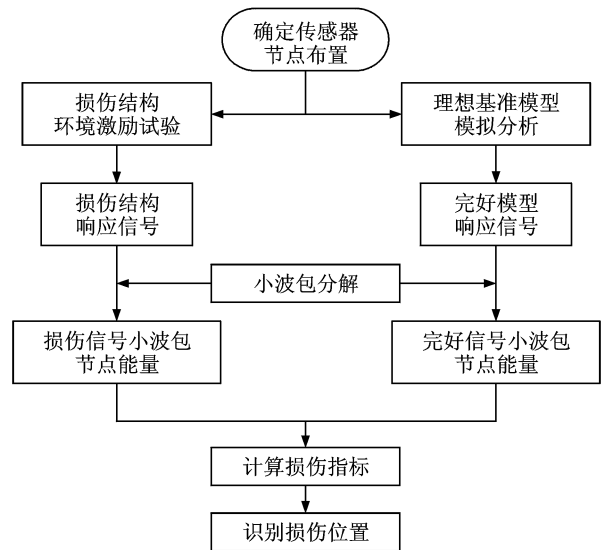 确定传感器
节点布置
损伤结构
环境激励试验
理想基准模型
模拟分析
损伤结构
响应信号
完好模型
响应信号
小波包分解
损伤信号小波包
节点能量
完好信号小波包
节点能量
计算损伤指标
识别损伤位置